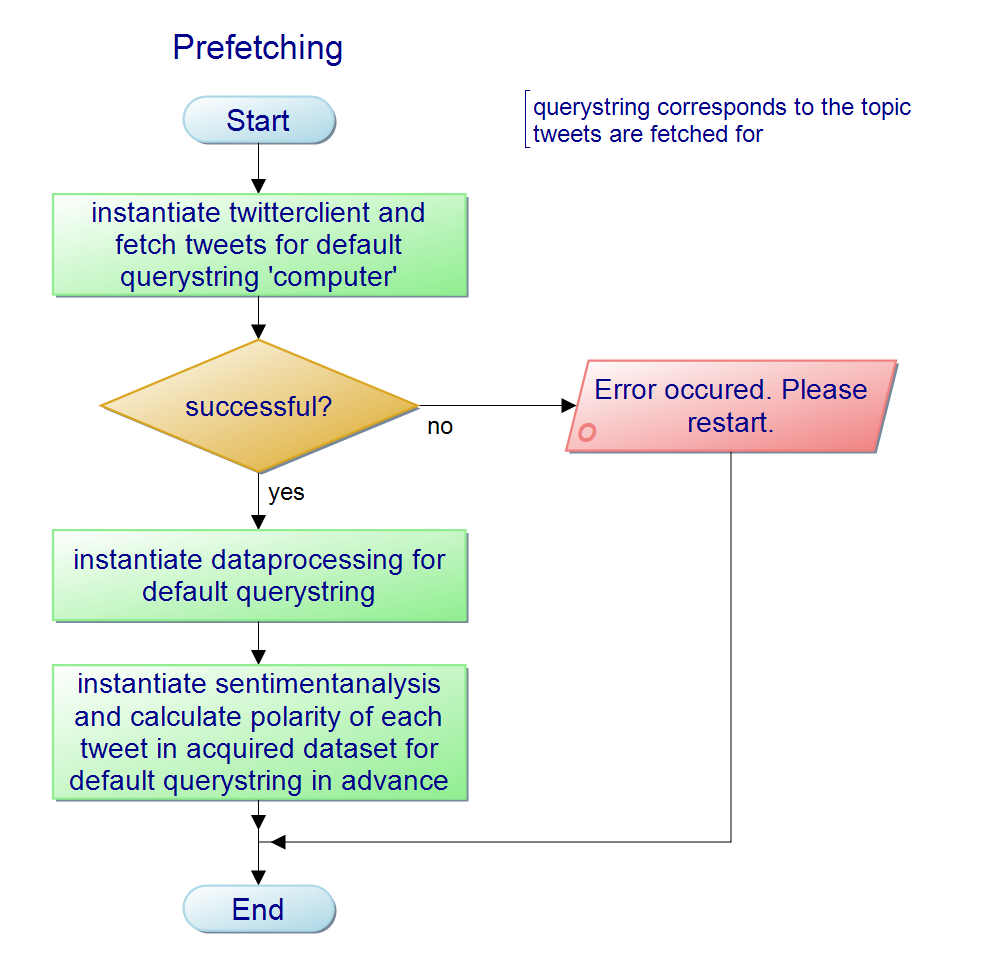 Prefetching
Start
querystring corresponds to the topic
tweets are fetched for
instantiate twitterclient and
fetch tweets for default
querystring 'computer'
successful?
no
Error occured. Please
restart.
yes
instantiate dataprocessing for
default querystring
instantiate sentimentanalysis
and calculate polarity of each
tweet in acquired dataset for
default querystring in advance
End